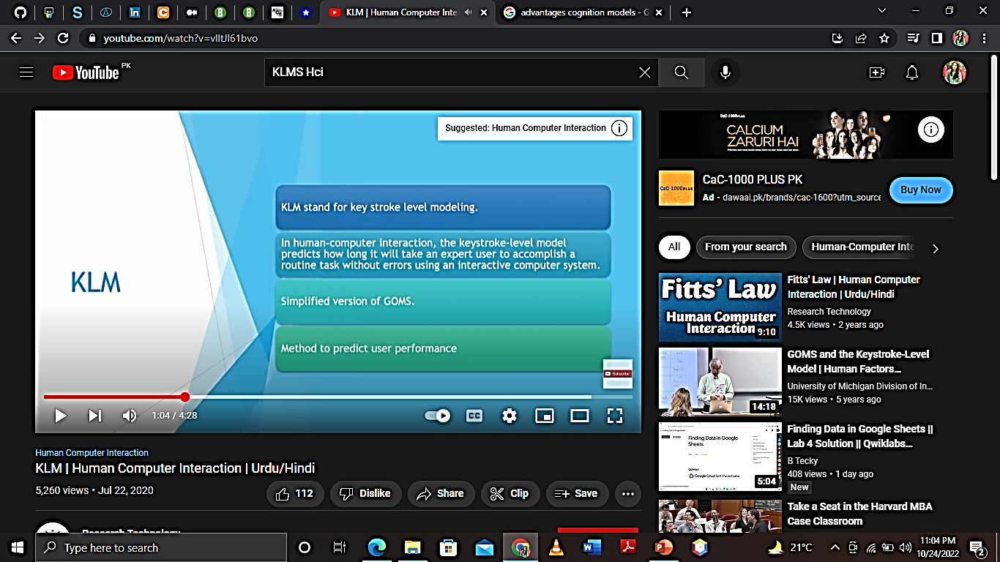 KLM | Human Computer Inte
advantages cognition models - G
youtube.com/watch?v=vlItJl61bvo
YouTube PK
KLMS Hci
Suggested: Human Computer Interaction
KLM
KLM stand for key stroke level modeling.
In human-computer interaction, the keystroke-level model
predicts how long it will take an expert user to accomplish a
routine task without errors using an interactive computer system.
Simplified version of GOMS.
Method to predict user performance
Subscribe
1:04 / 4:28
CC
Human Computer Interaction
KLM | Human Computer Interaction | Urdu/Hindi
5,260 views • Jul 22, 2020
112
Dislike
Share
Clip
Save
Research Technology
CaC-1000 PLUS
CALCIUM
ZARURI HAI
CaC-1000 PLUS
CaC-1000 PLUS PK
Ad • dawaai.pk/brands/cac-1600?utm_source
Buy Now
All
From your search
Human-Computer Inte
Fitts' Law
Human Computer
Interaction
9:10
Fitts' Law | Human Computer
Interaction | Urdu/Hindi
Research Technology
4.5K views • 2 years ago
14:18
GOMS and the Keystroke-Level
Model | Human Factors...
University of Michigan Division of In...
15K views • 5 years ago
Finding Data in Google
Sheets
Google Cloud Self-Paced Labs
5:04
Finding Data in Google Sheets ||
Lab 4 Solution || Qwiklabs...
B Tecky
408 views • 1 day ago
New
Take a Seat in the Harvard MBA
Case Classroom
Type here to search
21°C
11:04 PM
10/24/2022
2